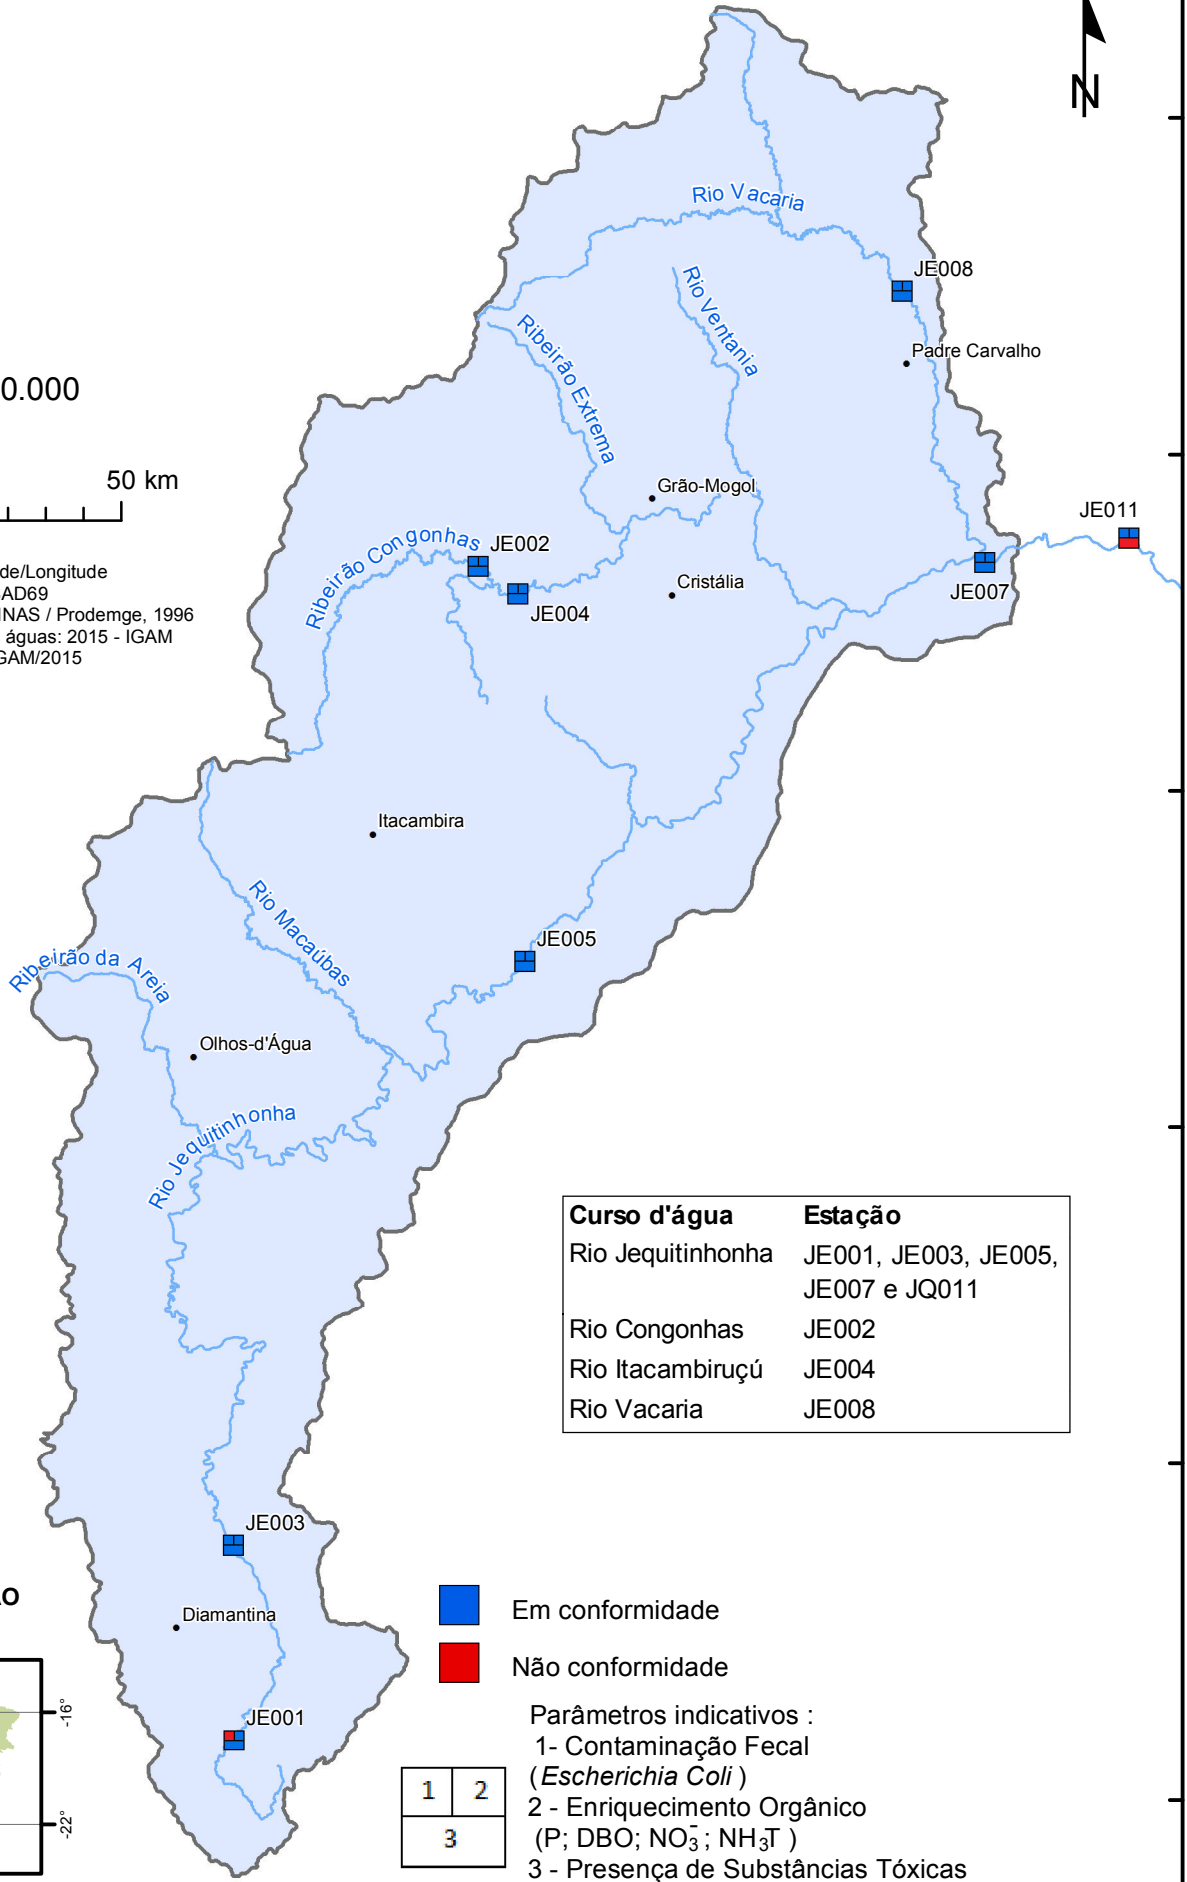 N
Rio Vacaria
JE008
Rio Ventania
Ribeirão Extrema
Padre Carvalho
0.000
50 km
Grão-Mogol
JE011
Ribeirão Congonhas
JE002
de/Longitude
AD69
INAS / Prodemge, 1996
águas: 2015 - IGAM
GAM/2015
Cristália
JE007
JE004
Itacambira
Rio Macaúbas
JE005
Ribeirão da Areia
Olhos-d'Água
Rio Jequitinhonha
Curso d'água Estação
Rio Jequitinhonha JE001, JE003, JE005,
JE007 e JQ011
Rio Congonhas JE002
Rio Itacambiruçú JE004
Rio Vacaria JE008
JE003
Diamantina
JE001
Em conformidade
Não conformidade
-16°
-22°
Parâmetros indicativos :
1- Contaminação Fecal
(Escherichia Coli )
2 - Enriquecimento Orgânico
(P; DBO; NO₃⁻; NH₃T )
3 - Presença de Substâncias Tóxicas
1 2
3